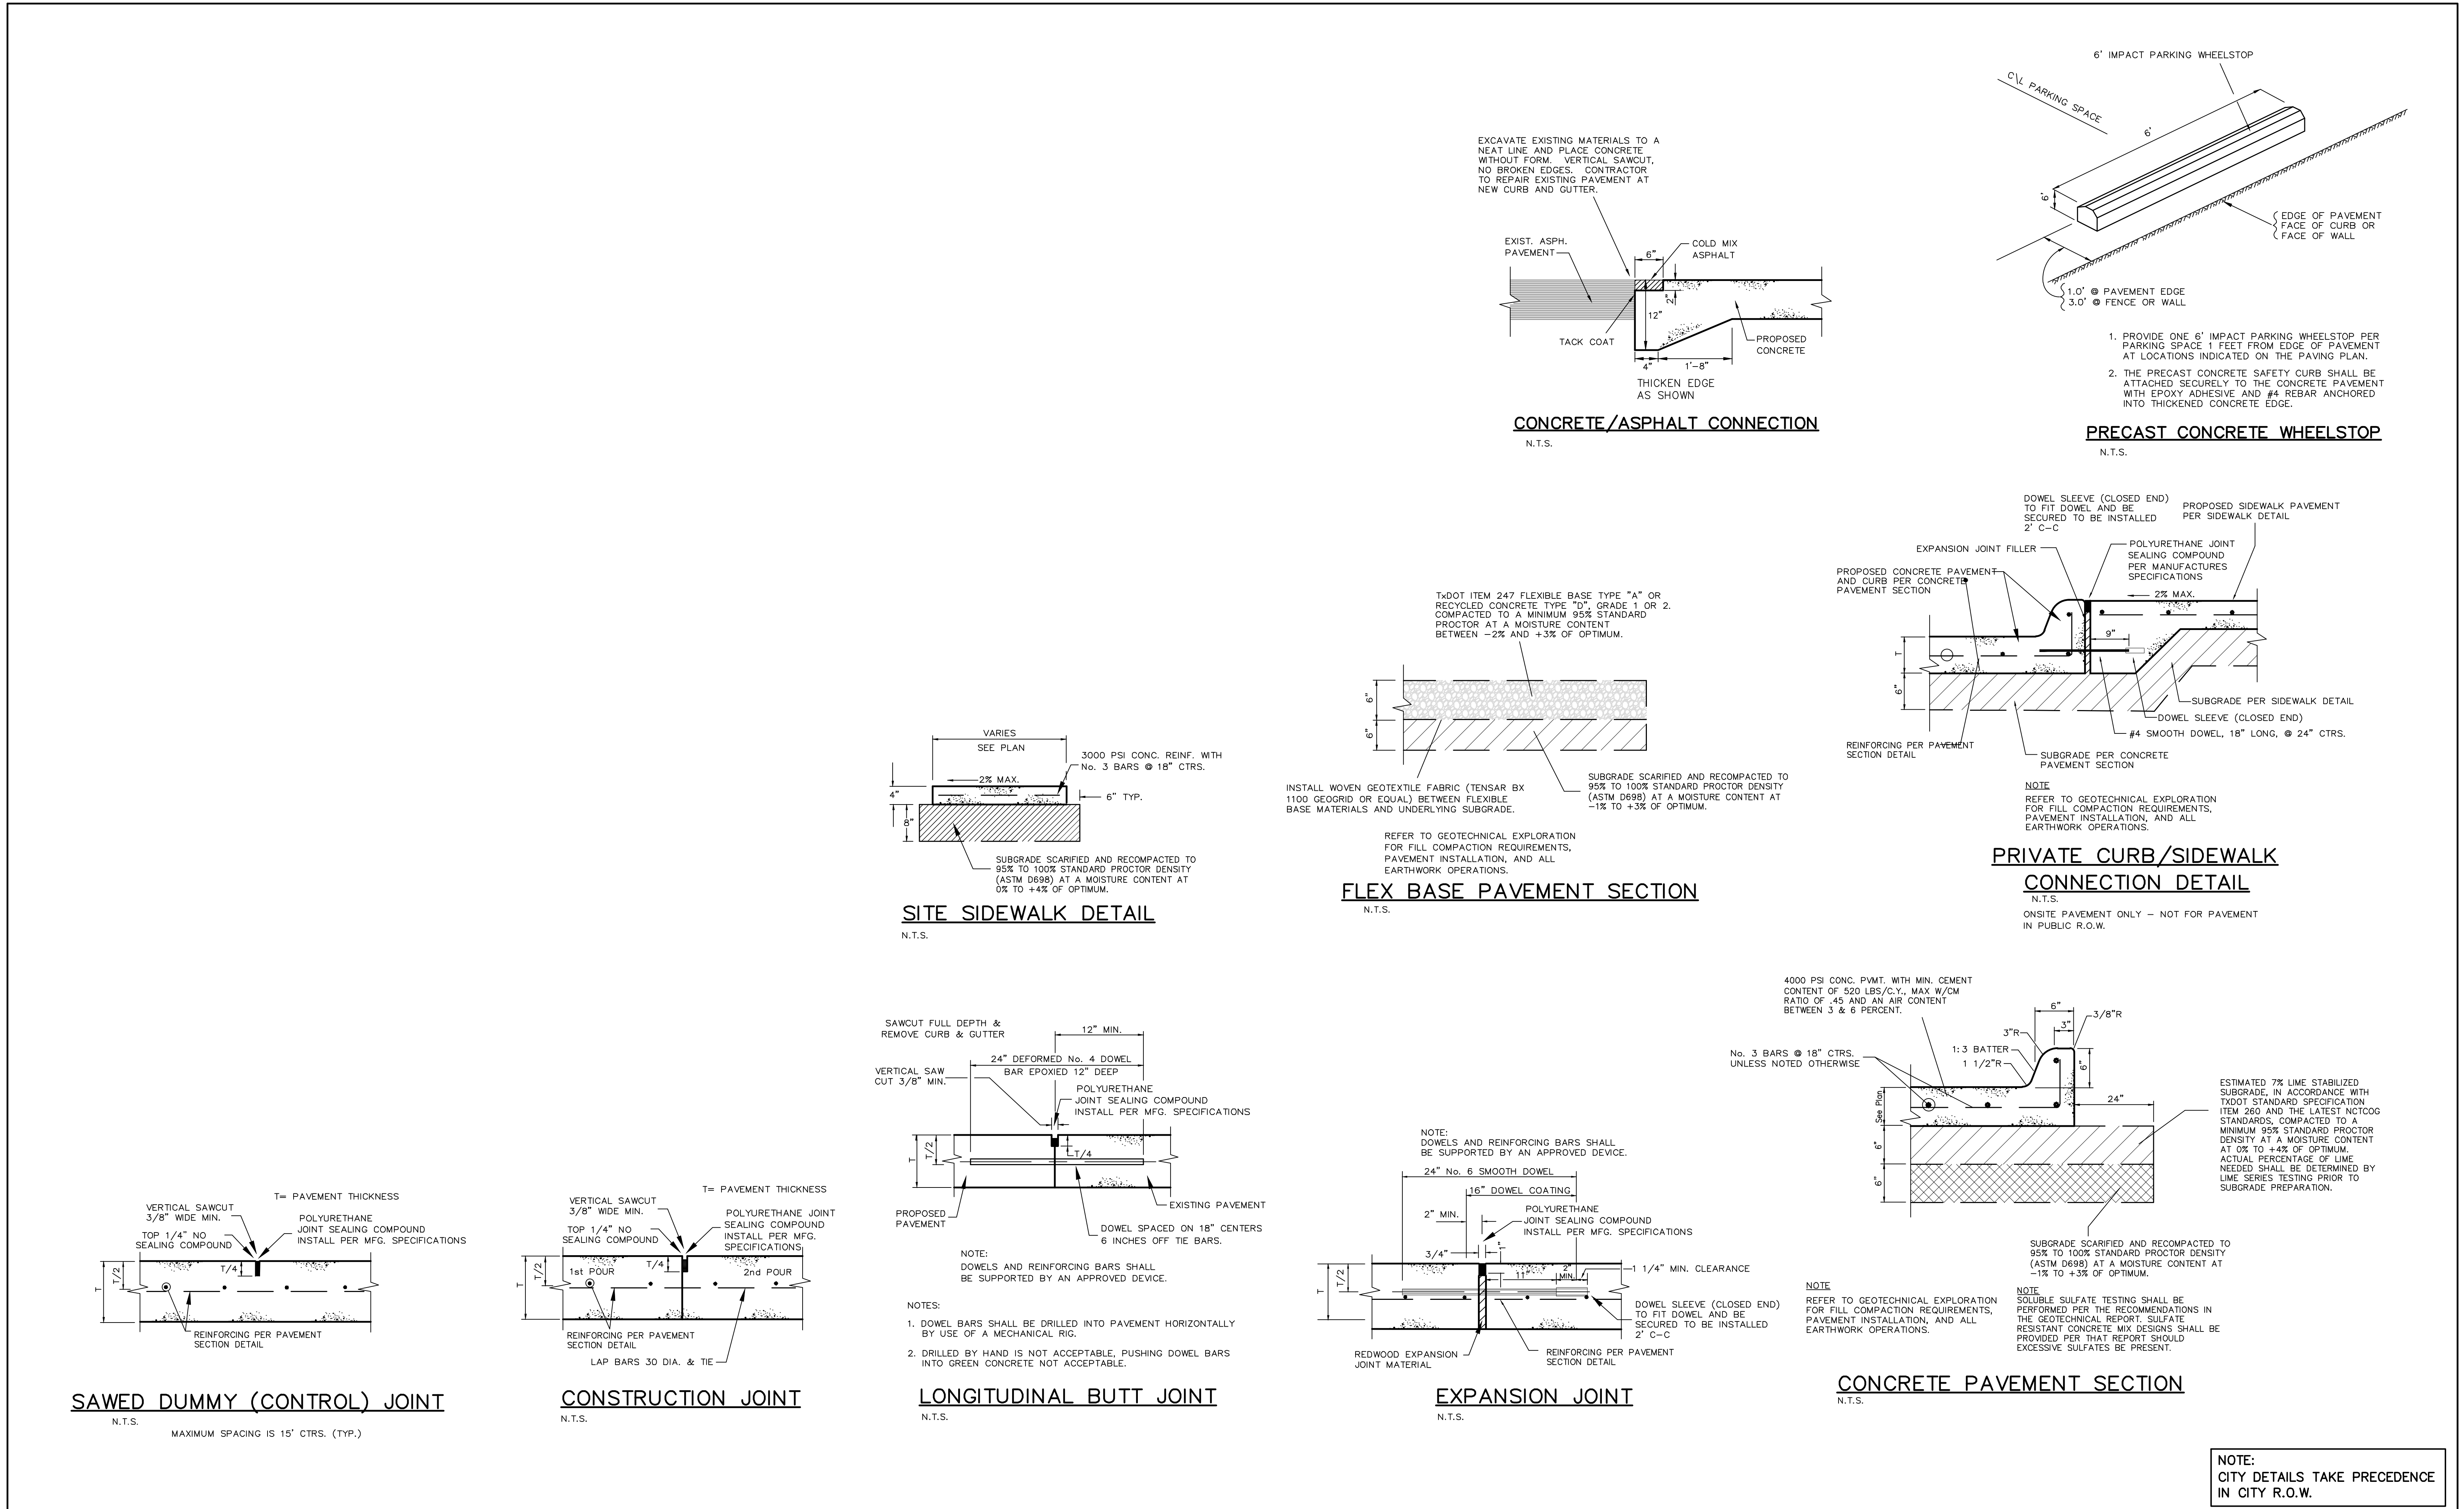 6' IMPACT PARKING WHEELSTOP
C\L PARKING SPACE
6'
6'
EDGE OF PAVEMENT
FACE OF CURB OR
FACE OF WALL
1.0' @ PAVEMENT EDGE
3.0' @ FENCE OR WALL
1. PROVIDE ONE 6' IMPACT PARKING WHEELSTOP PER
PARKING SPACE 1 FEET FROM EDGE OF PAVEMENT
AT LOCATIONS INDICATED ON THE PAVING PLAN.
2. THE PRECAST CONCRETE SAFETY CURB SHALL BE
ATTACHED SECURELY TO THE CONCRETE PAVEMENT
WITH EPOXY ADHESIVE AND #4 REBAR ANCHORED
INTO THICKENED CONCRETE EDGE.
PRECAST CONCRETE WHEELSTOP
N.T.S.
EXCAVATE EXISTING MATERIALS TO A
NEAT LINE AND PLACE CONCRETE
WITHOUT FORM. VERTICAL SAWCUT,
NO BROKEN EDGES. CONTRACTOR
TO REPAIR EXISTING PAVEMENT AT
NEW CURB AND GUTTER.
EXIST. ASPH.
PAVEMENT
6"
COLD MIX
ASPHALT
2"
12"
TACK COAT
PROPOSED
CONCRETE
4"
1'-8"
THICKEN EDGE
AS SHOWN
CONCRETE/ASPHALT CONNECTION
N.T.S.
DOWEL SLEEVE (CLOSED END)
TO FIT DOWEL AND BE
SECURED TO BE INSTALLED
2' C-C
PROPOSED SIDEWALK PAVEMENT
PER SIDEWALK DETAIL
EXPANSION JOINT FILLER
POLYURETHANE JOINT
SEALING COMPOUND
PER MANUFACTURES
SPECIFICATIONS
PROPOSED CONCRETE PAVEMENT
AND CURB PER CONCRETE
PAVEMENT SECTION
2% MAX.
9"
T
6"
SUBGRADE PER SIDEWALK DETAIL
DOWEL SLEEVE (CLOSED END)
#4 SMOOTH DOWEL, 18" LONG, @ 24" CTRS.
REINFORCING PER PAVEMENT
SECTION DETAIL
SUBGRADE PER CONCRETE
PAVEMENT SECTION
NOTE
REFER TO GEOTECHNICAL EXPLORATION
FOR FILL COMPACTION REQUIREMENTS,
PAVEMENT INSTALLATION, AND ALL
EARTHWORK OPERATIONS.
PRIVATE CURB/SIDEWALK
CONNECTION DETAIL
N.T.S.
ONSITE PAVEMENT ONLY – NOT FOR PAVEMENT
IN PUBLIC R.O.W.
TxDOT ITEM 247 FLEXIBLE BASE TYPE "A" OR
RECYCLED CONCRETE TYPE "D", GRADE 1 OR 2.
COMPACTED TO A MINIMUM 95% STANDARD
PROCTOR AT A MOISTURE CONTENT
BETWEEN -2% AND +3% OF OPTIMUM.
6"
6"
INSTALL WOVEN GEOTEXTILE FABRIC (TENSAR BX
1100 GEOGRID OR EQUAL) BETWEEN FLEXIBLE
BASE MATERIALS AND UNDERLYING SUBGRADE.
SUBGRADE SCARIFIED AND RECOMPACTED TO
95% TO 100% STANDARD PROCTOR DENSITY
(ASTM D698) AT A MOISTURE CONTENT AT
-1% TO +3% OF OPTIMUM.
REFER TO GEOTECHNICAL EXPLORATION
FOR FILL COMPACTION REQUIREMENTS,
PAVEMENT INSTALLATION, AND ALL
EARTHWORK OPERATIONS.
FLEX BASE PAVEMENT SECTION
N.T.S.
VARIES
SEE PLAN
3000 PSI CONC. REINF. WITH
No. 3 BARS @ 18" CTRS.
2% MAX.
4"
6" TYP.
8"
SUBGRADE SCARIFIED AND RECOMPACTED TO
95% TO 100% STANDARD PROCTOR DENSITY
(ASTM D698) AT A MOISTURE CONTENT AT
0% TO +4% OF OPTIMUM.
SITE SIDEWALK DETAIL
N.T.S.
VERTICAL SAWCUT
3/8" WIDE MIN.
TOP 1/4" NO
SEALING COMPOUND
T= PAVEMENT THICKNESS
POLYURETHANE
JOINT SEALING COMPOUND
INSTALL PER MFG. SPECIFICATIONS
T
T/2
T/4
REINFORCING PER PAVEMENT
SECTION DETAIL
SAWED DUMMY (CONTROL) JOINT
N.T.S.
MAXIMUM SPACING IS 15' CTRS. (TYP.)
T= PAVEMENT THICKNESS
VERTICAL SAWCUT
3/8" WIDE MIN.
TOP 1/4" NO
SEALING COMPOUND
POLYURETHANE JOINT
SEALING COMPOUND
INSTALL PER MFG.
SPECIFICATIONS
T
T/2
T/4
1st POUR
2nd POUR
REINFORCING PER PAVEMENT
SECTION DETAIL
LAP BARS 30 DIA. & TIE
CONSTRUCTION JOINT
N.T.S.
SAWCUT FULL DEPTH &
REMOVE CURB & GUTTER
12" MIN.
24" DEFORMED No. 4 DOWEL
BAR EPOXIED 12" DEEP
VERTICAL SAW
CUT 3/8" MIN.
POLYURETHANE
JOINT SEALING COMPOUND
INSTALL PER MFG. SPECIFICATIONS
T
T/2
T/4
PROPOSED
PAVEMENT
EXISTING PAVEMENT
DOWEL SPACED ON 18" CENTERS
6 INCHES OFF TIE BARS.
NOTE:
DOWELS AND REINFORCING BARS SHALL
BE SUPPORTED BY AN APPROVED DEVICE.
NOTES:
1. DOWEL BARS SHALL BE DRILLED INTO PAVEMENT HORIZONTALLY
BY USE OF A MECHANICAL RIG.
2. DRILLED BY HAND IS NOT ACCEPTABLE, PUSHING DOWEL BARS
INTO GREEN CONCRETE NOT ACCEPTABLE.
LONGITUDINAL BUTT JOINT
N.T.S.
NOTE:
DOWELS AND REINFORCING BARS SHALL
BE SUPPORTED BY AN APPROVED DEVICE.
24" No. 6 SMOOTH DOWEL
16" DOWEL COATING
2" MIN.
POLYURETHANE
JOINT SEALING COMPOUND
INSTALL PER MFG. SPECIFICATIONS
3/4"
1"
T
T/2
11"
2"
MIN.
1 1/4" MIN. CLEARANCE
DOWEL SLEEVE (CLOSED END)
TO FIT DOWEL AND BE
SECURED TO BE INSTALLED
2' C-C
REDWOOD EXPANSION
JOINT MATERIAL
REINFORCING PER PAVEMENT
SECTION DETAIL
EXPANSION JOINT
N.T.S.
4000 PSI CONC. PVMT. WITH MIN. CEMENT
CONTENT OF 520 LBS/C.Y., MAX W/CM
RATIO OF .45 AND AN AIR CONTENT
BETWEEN 3 & 6 PERCENT.
No. 3 BARS @ 18" CTRS.
UNLESS NOTED OTHERWISE
6"
3"
3/8"R
3"R
1:3 BATTER
1 1/2"R
6"
24"
See Plan
6"
6"
ESTIMATED 7% LIME STABILIZED
SUBGRADE, IN ACCORDANCE WITH
TXDOT STANDARD SPECIFICATION
ITEM 260 AND THE LATEST NCTCOG
STANDARDS, COMPACTED TO A
MINIMUM 95% STANDARD PROCTOR
DENSITY AT A MOISTURE CONTENT
AT 0% TO +4% OF OPTIMUM.
ACTUAL PERCENTAGE OF LIME
NEEDED SHALL BE DETERMINED BY
LIME SERIES TESTING PRIOR TO
SUBGRADE PREPARATION.
SUBGRADE SCARIFIED AND RECOMPACTED TO
95% TO 100% STANDARD PROCTOR DENSITY
(ASTM D698) AT A MOISTURE CONTENT AT
-1% TO +3% OF OPTIMUM.
NOTE
REFER TO GEOTECHNICAL EXPLORATION
FOR FILL COMPACTION REQUIREMENTS,
PAVEMENT INSTALLATION, AND ALL
EARTHWORK OPERATIONS.
NOTE
SOLUBLE SULFATE TESTING SHALL BE
PERFORMED PER THE RECOMMENDATIONS IN
THE GEOTECHNICAL REPORT. SULFATE
RESISTANT CONCRETE MIX DESIGNS SHALL BE
PROVIDED PER THAT REPORT SHOULD
EXCESSIVE SULFATES BE PRESENT.
CONCRETE PAVEMENT SECTION
N.T.S.
NOTE:
CITY DETAILS TAKE PRECEDENCE
IN CITY R.O.W.